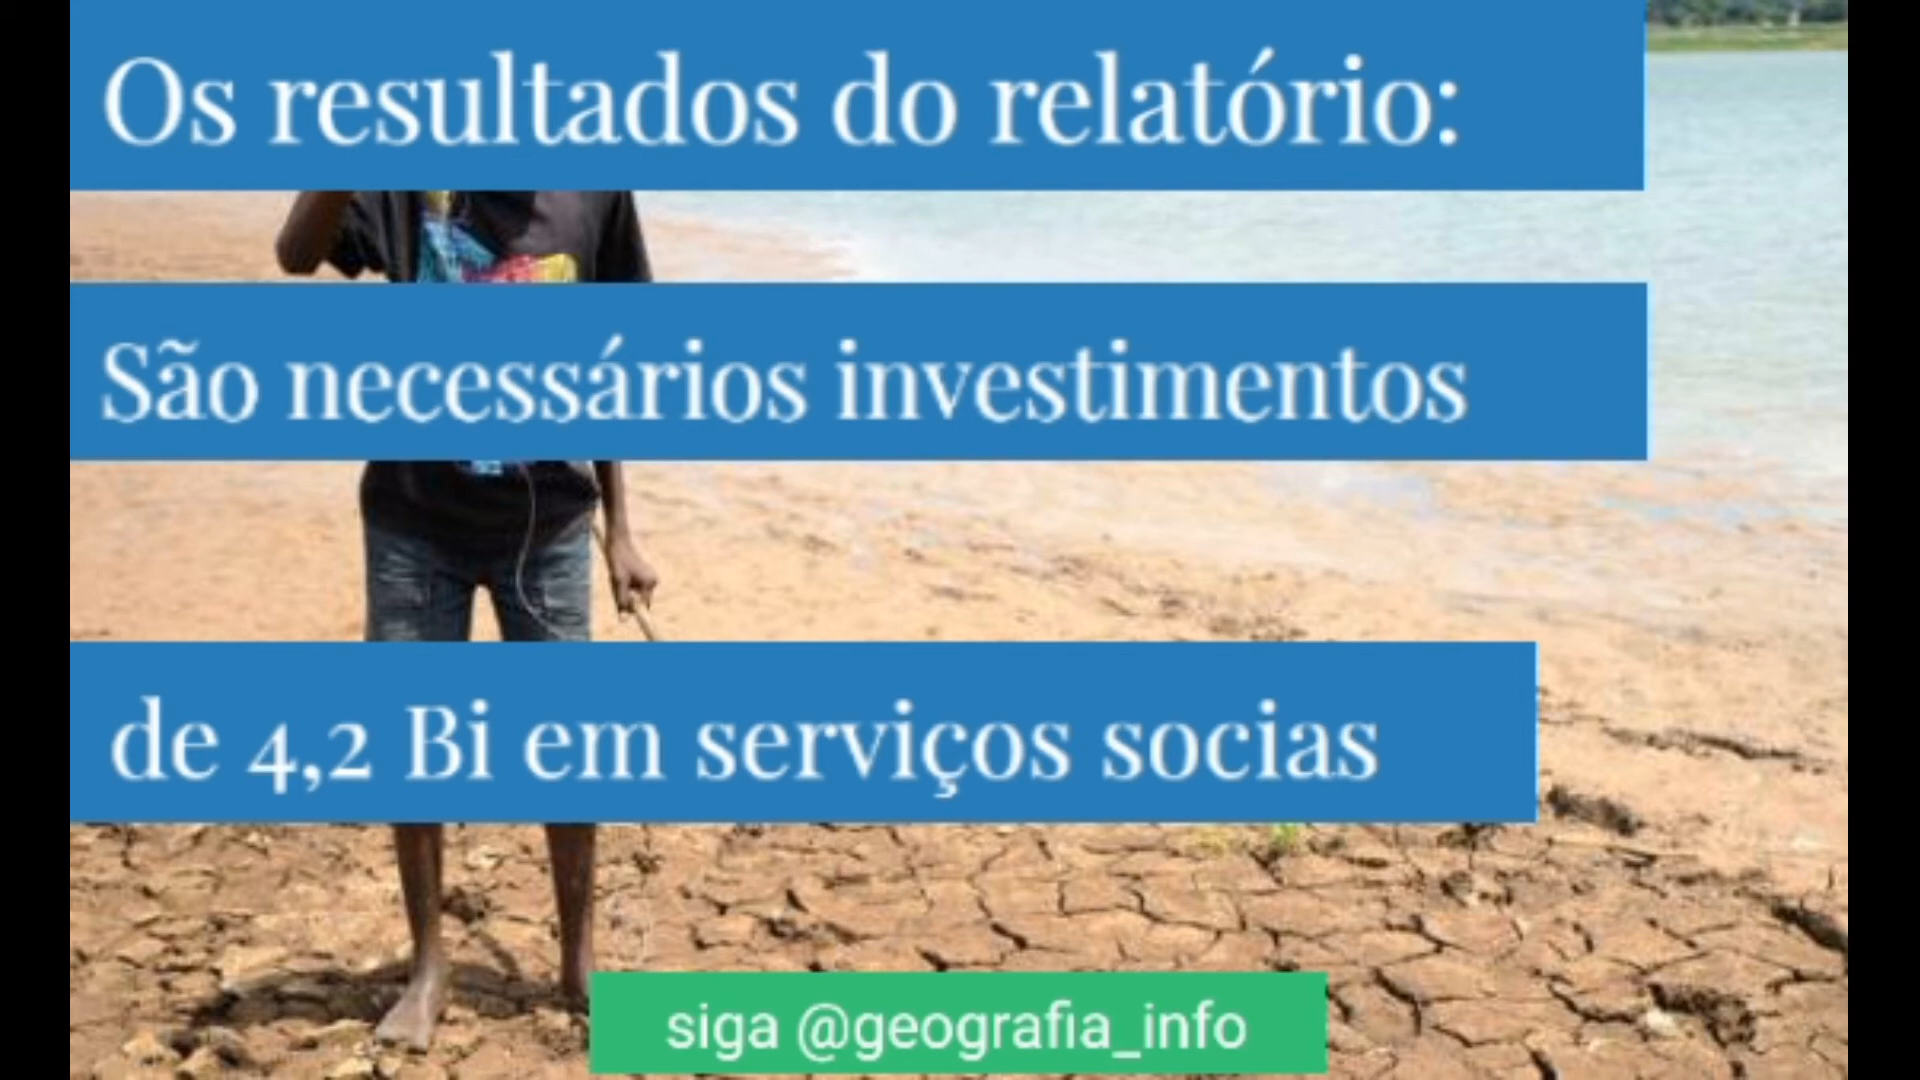 Os resultados do relatório:
São necessários investimentos
de 4,2 Bi em serviços socias
siga @geografia_info